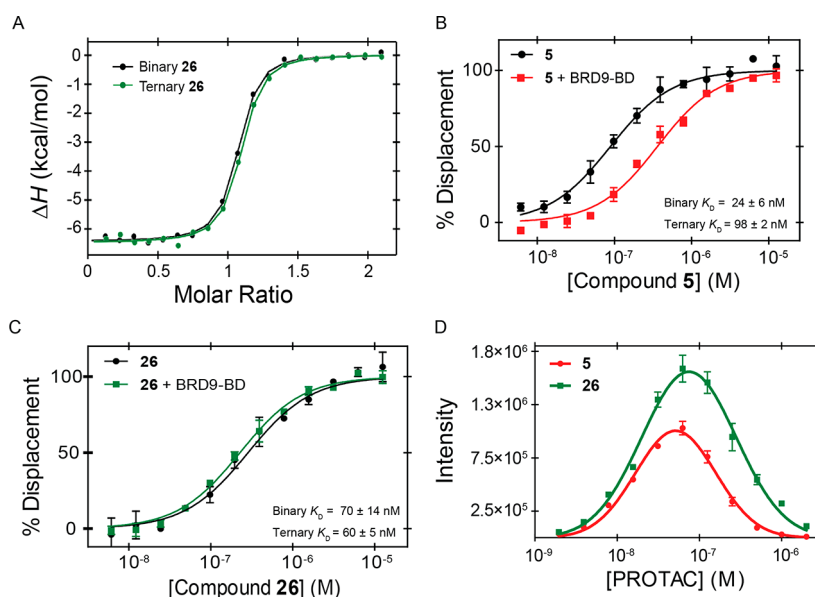 A
0
-1
-2
-3
-4
-5
-6
ΔH (kcal/mol)
Binary 26
Ternary 26
0 0.5 1 1.5 2
Molar Ratio
B
100
50
0
% Displacement
5
5 + BRD9-BD
Binary K_D = 24 ± 6 nM
Ternary K_D = 98 ± 2 nM
10⁻⁸ 10⁻⁷ 10⁻⁶ 10⁻⁵
[Compound 5] (M)
C
100
50
0
% Displacement
26
26 + BRD9-BD
Binary K_D = 70 ± 14 nM
Ternary K_D = 60 ± 5 nM
10⁻⁸ 10⁻⁷ 10⁻⁶ 10⁻⁵
[Compound 26] (M)
D
1.8×10⁶
1.3×10⁶
7.5×10⁵
2.5×10⁵
Intensity
5
26
10⁻⁹ 10⁻⁸ 10⁻⁷ 10⁻⁶
[PROTAC] (M)